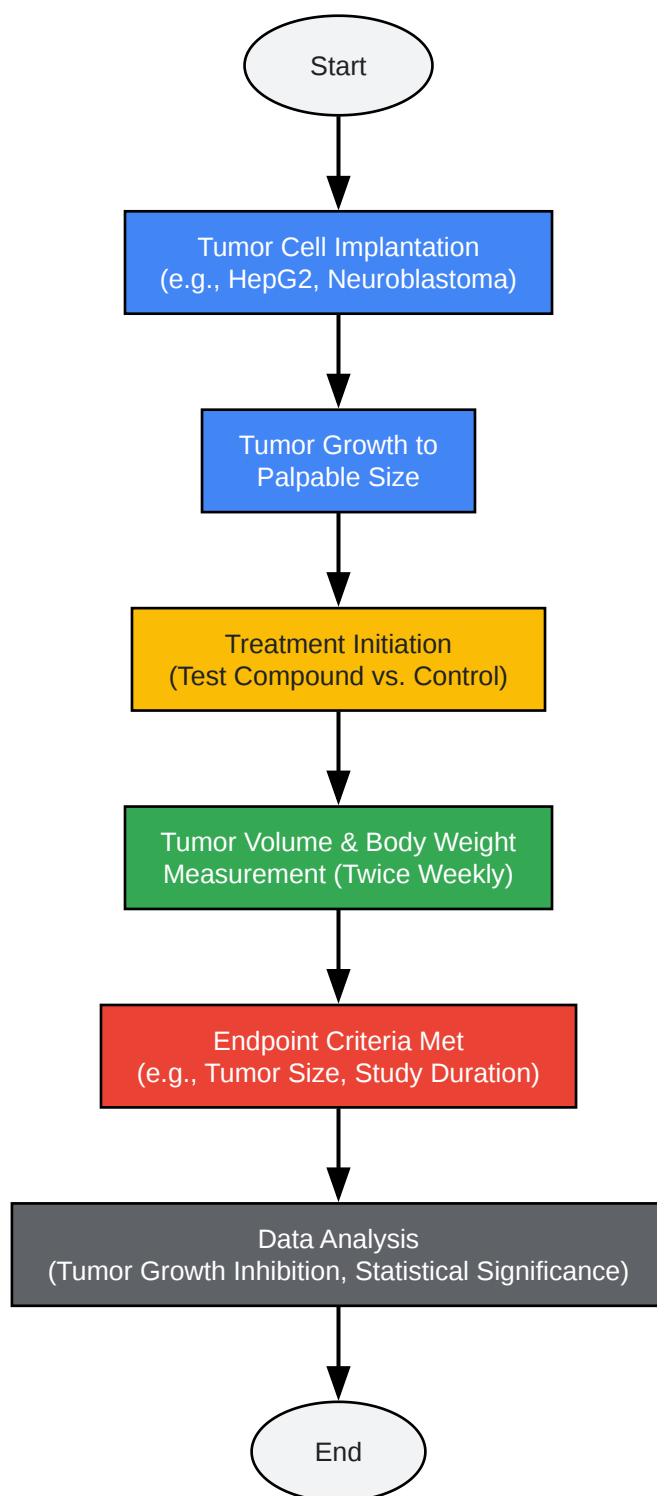 Start
Tumor Cell Implantation
(e.g., HepG2, Neuroblastoma)
Tumor Growth to
Palpable Size
Treatment Initiation
(Test Compound vs. Control)
Tumor Volume & Body Weight
Measurement (Twice Weekly)
Endpoint Criteria Met
(e.g., Tumor Size, Study Duration)
Data Analysis
(Tumor Growth Inhibition, Statistical Significance)
End